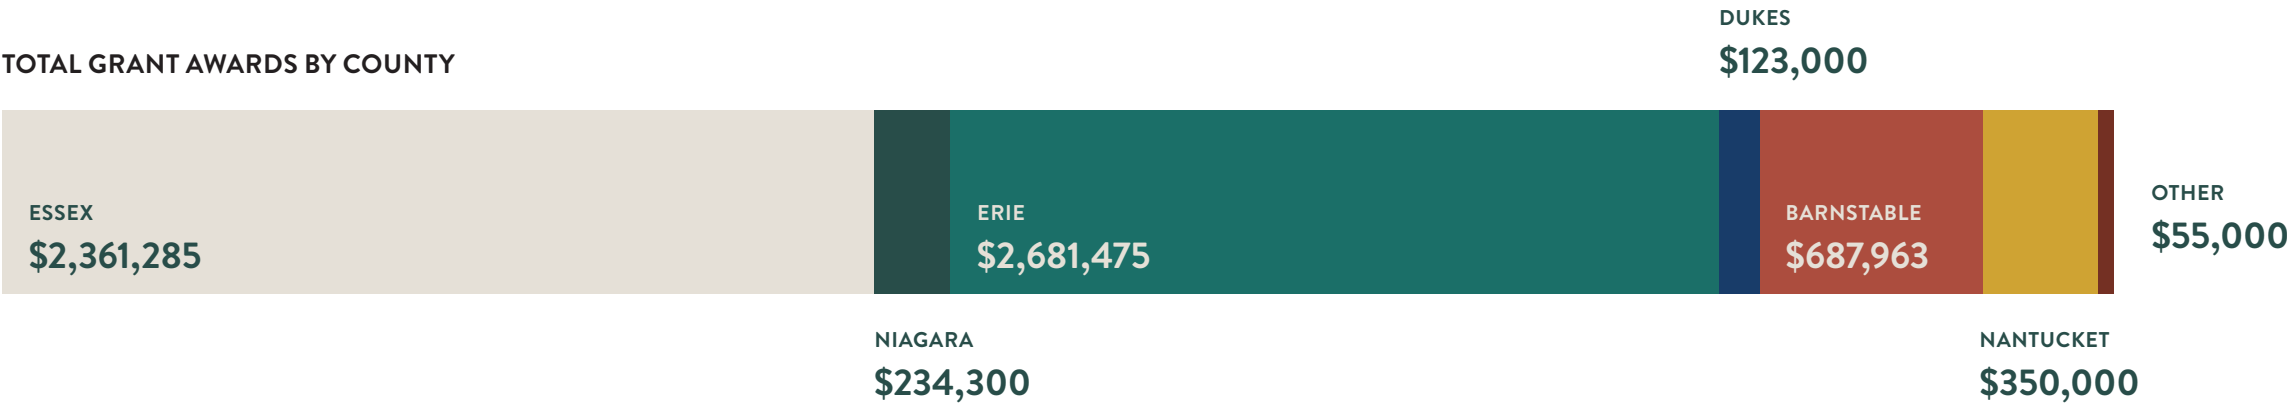 TOTAL GRANT AWARDS BY COUNTY
ESSEX
$2,361,285
NIAGARA
$234,300
ERIE
$2,681,475
DUKES
$123,000
BARNSTABLE
$687,963
NANTUCKET
$350,000
OTHER
$55,000